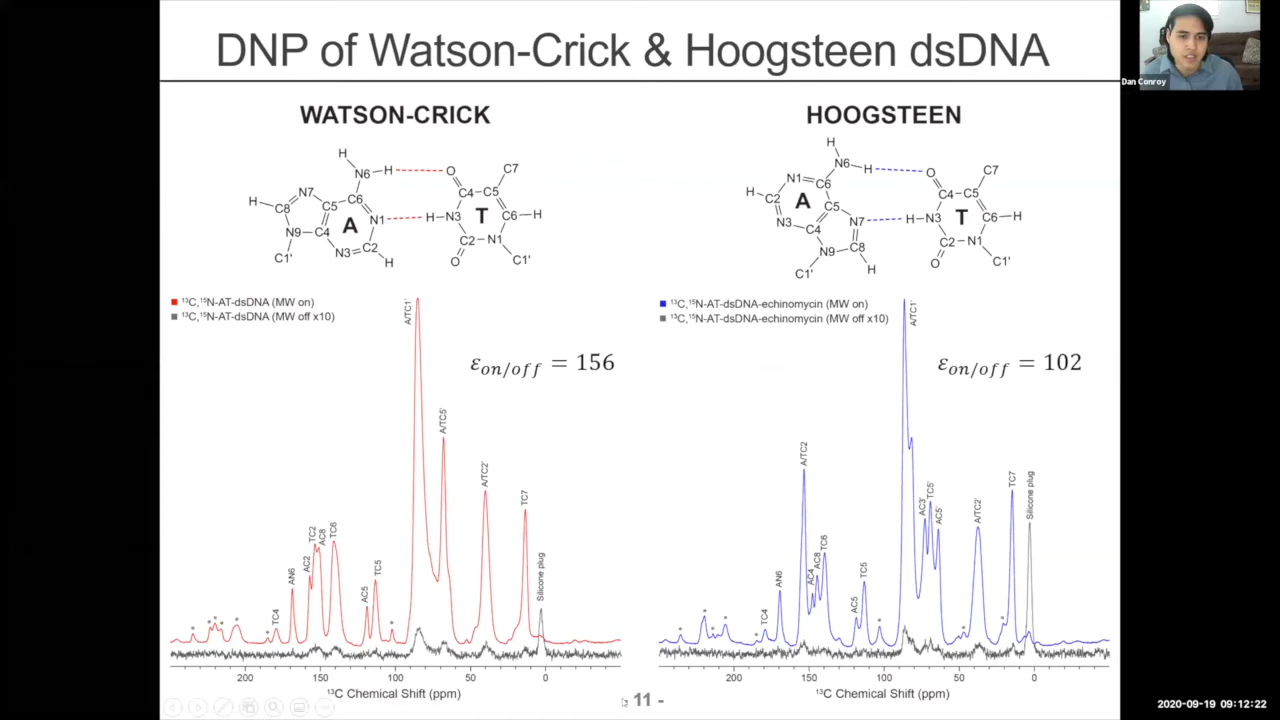 DNP of Watson-Crick & Hoogsteen dsDNA
Dan Conroy
WATSON-CRICK
H
N6
H
O
C7
N7
C6
C4
C5
H
C8
C5
A
N1
H
N3
T
C6
H
N9
C4
N3
C2
C2
N1
C1'
H
O
C1'
HOOGSTEEN
H
N6
H
O
C7
N1
C6
C4
C5
H
C2
A
C5
N7
H
N3
T
C6
H
N3
C4
C2
N1
N9
C8
O
C1'
C1'
H
¹³C,¹⁵N-AT-dsDNA (MW on)
¹³C,¹⁵N-AT-dsDNA (MW off x10)
εon/off = 156
AN6
TC4
AC2
TC2
AC8
TC6
AC5
TC5
A/TC1'
A/TC5'
A/TC2'
TC7
Silicone plug
* * * * * * *
200 150 100 50 0
¹³C Chemical Shift (ppm)
¹³C,¹⁵N-AT-dsDNA-echinomycin (MW on)
¹³C,¹⁵N-AT-dsDNA-echinomycin (MW off x10)
εon/off = 102
TC4
AN6
A/TC2
AC4
AC8
TC6
AC5
TC5
A/TC1'
AC3'
TC5'
AC5'
A/TC2'
TC7
Silicone plug
* * * * * * * * *
200 150 100 50 0
¹³C Chemical Shift (ppm)
11 -
2020-09-19 09:12:22